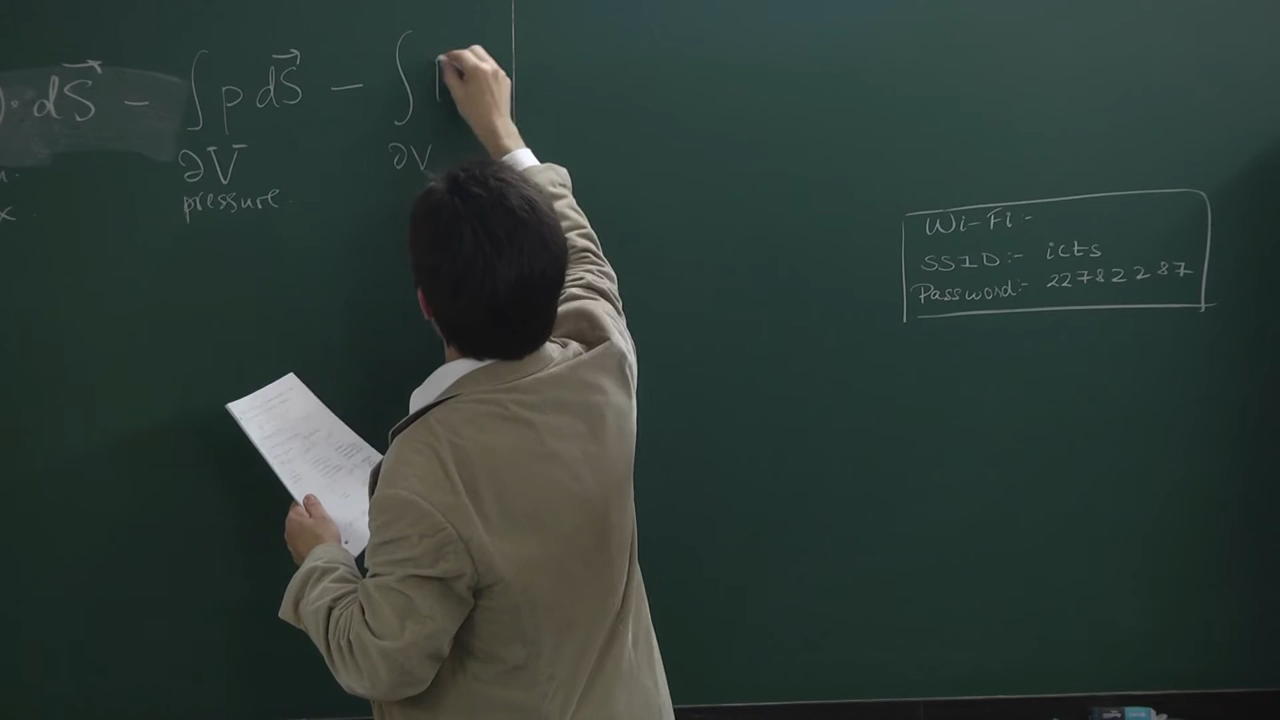 ). dS⃗ − ∫ p dS⃗ − ∫
∂V ∂V
pressure.
x.
Wi-Fi :-
SSID:- icts
Password:- 22782287